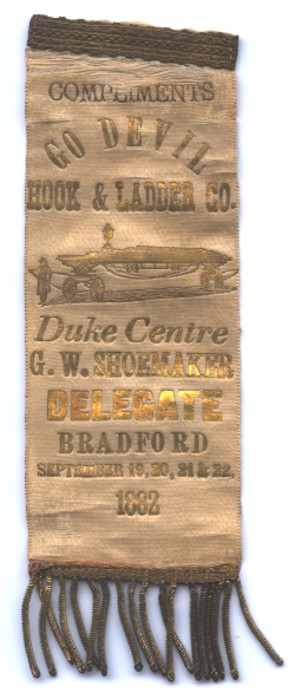 COMPLIMENTS
GO DEVIL
HOOK & LADDER CO.
Duke Centre
G. W. SHOEMAKER
DELEGATE
BRADFORD
SEPTEMBER 19, 20, 21 & 22,
1882